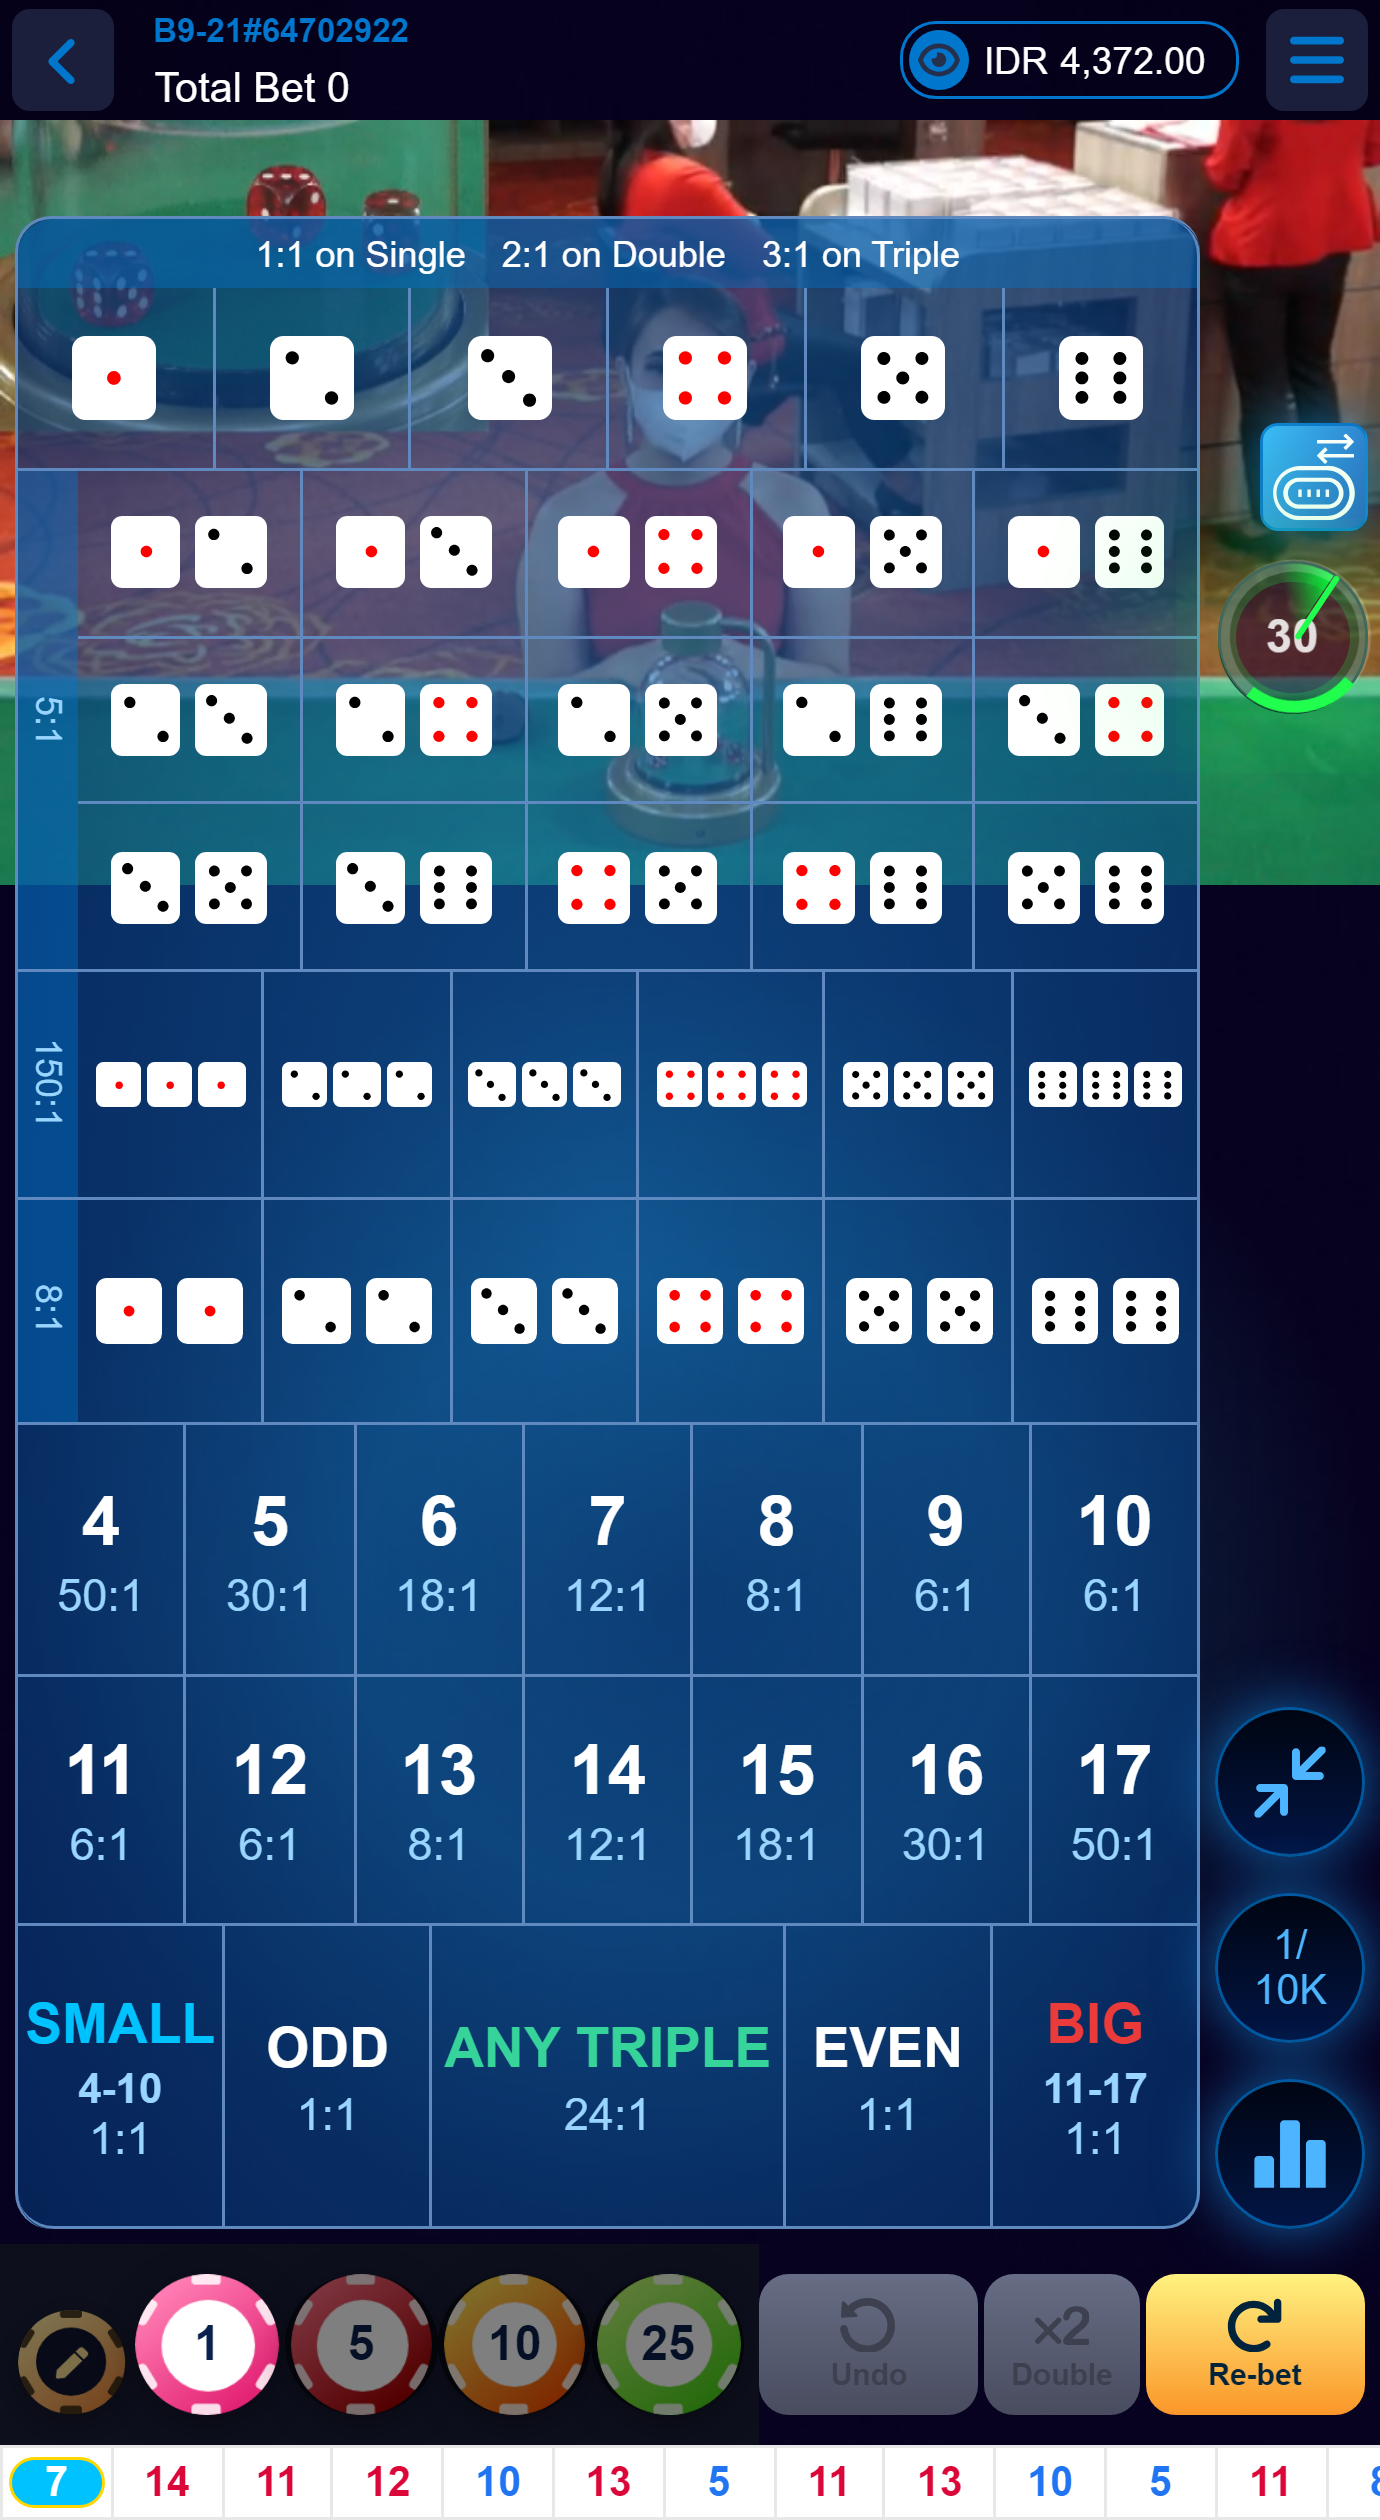 B9-21#64702922
Total Bet 0
IDR 4,372.00
1:1 on Single 2:1 on Double 3:1 on Triple
30
5:1
150:1
8:1
4 5 6 7 8 9 10
50:1 30:1 18:1 12:1 8:1 6:1 6:1
11 12 13 14 15 16 17
6:1 6:1 8:1 12:1 18:1 30:1 50:1
1/
10K
SMALL
4-10
1:1
ODD
1:1
ANY TRIPLE
24:1
EVEN
1:1
BIG
11-17
1:1
1 5 10 25
Undo
x2
Double
Re-bet
7 14 11 12 10 13 5 11 13 10 5 11